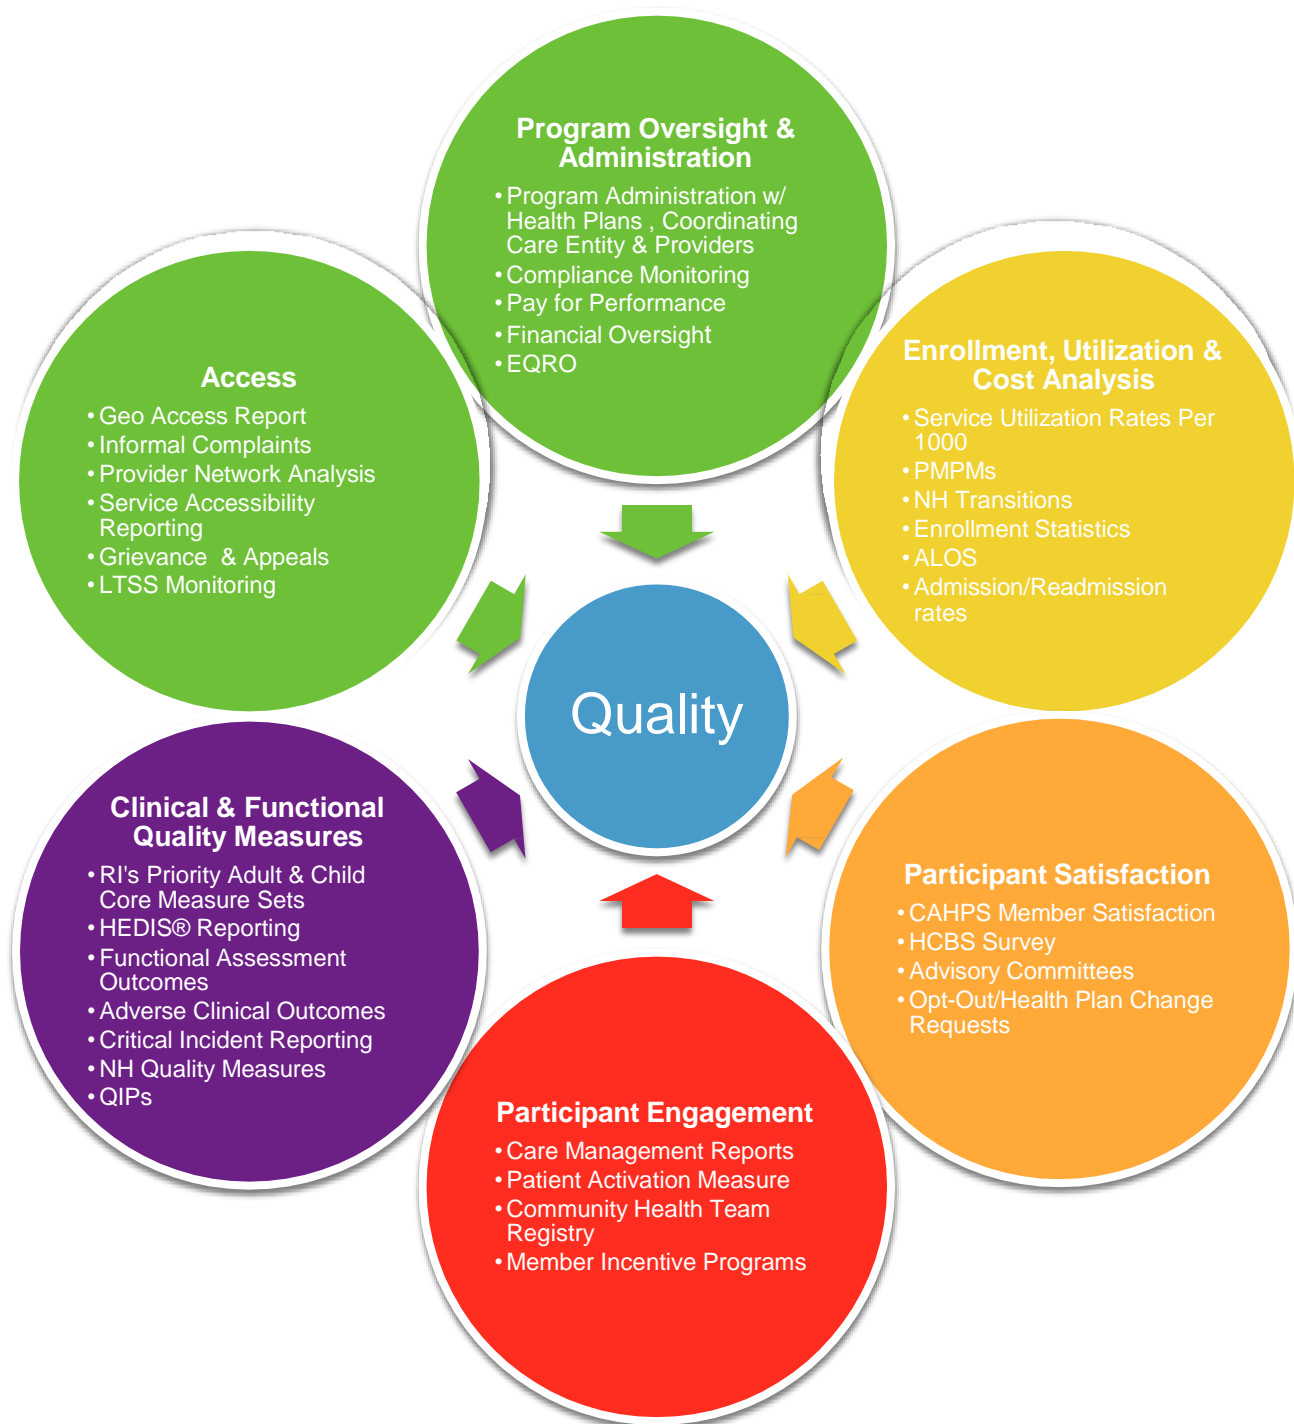 Program Oversight &
Administration
• Program Administration w/
Health Plans , Coordinating
Care Entity & Providers
• Compliance Monitoring
• Pay for Performance
• Financial Oversight
• EQRO
Enrollment, Utilization &
Cost Analysis
• Service Utilization Rates Per
1000
• PMPMs
• NH Transitions
• Enrollment Statistics
• ALOS
• Admission/Readmission
rates
Participant Satisfaction
• CAHPS Member Satisfaction
• HCBS Survey
• Advisory Committees
• Opt-Out/Health Plan Change
Requests
Participant Engagement
• Care Management Reports
• Patient Activation Measure
• Community Health Team
Registry
• Member Incentive Programs
Clinical & Functional
Quality Measures
• RI's Priority Adult & Child
Core Measure Sets
• HEDIS® Reporting
• Functional Assessment
Outcomes
• Adverse Clinical Outcomes
• Critical Incident Reporting
• NH Quality Measures
• QIPs
Access
• Geo Access Report
• Informal Complaints
• Provider Network Analysis
• Service Accessibility
Reporting
• Grievance  & Appeals
• LTSS Monitoring
Quality